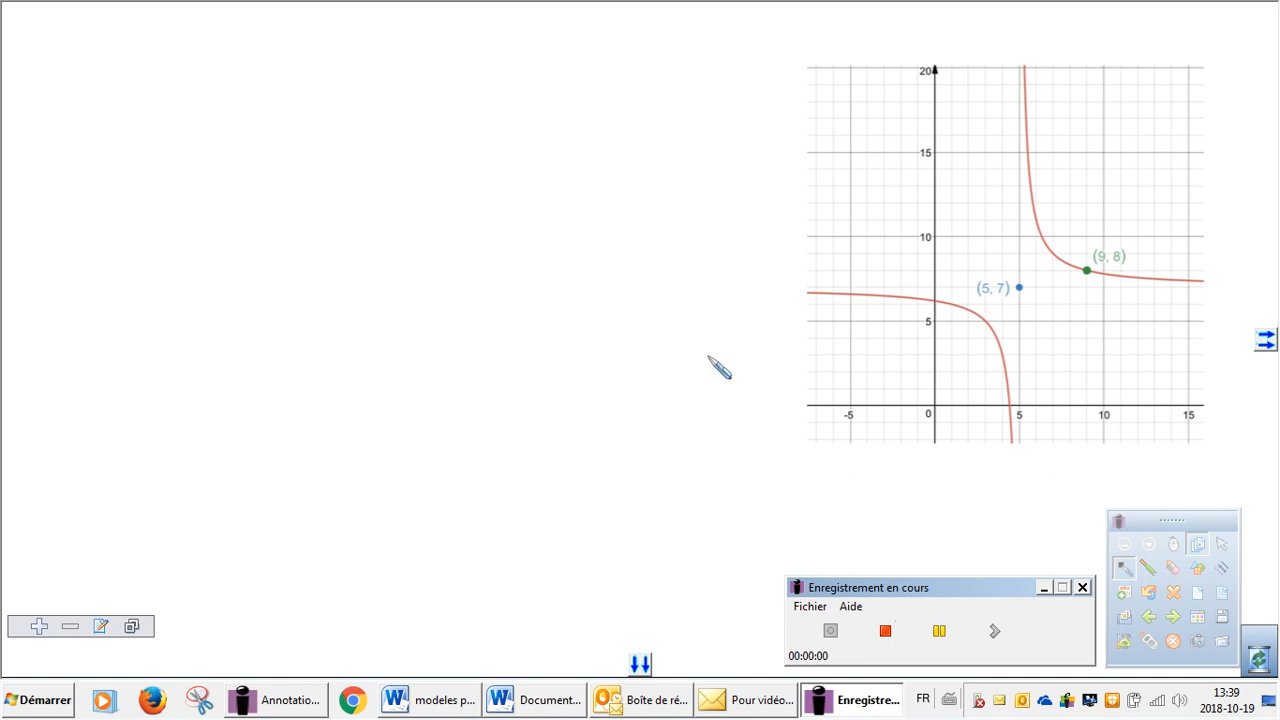 20
15
10
(9, 8)
(5, 7)
5
-5
0
5
10
15
Enregistrement en cours
Fichier
Aide
00:00:00
Démarrer
Annotatio...
modeles p...
Document...
Boîte de ré...
Pour vidéo...
Enregistre...
FR
13:39
2018-10-19